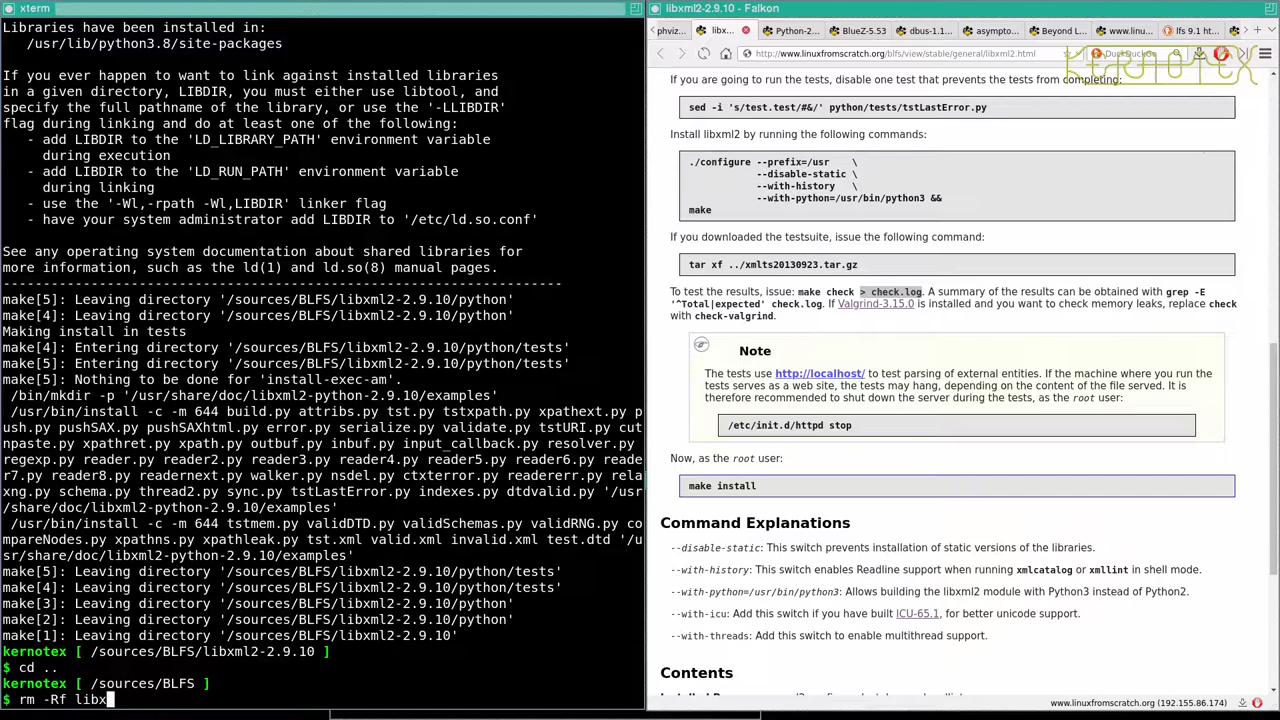 xterm
Libraries have been installed in:
/usr/lib/python3.8/site-packages
If you ever happen to want to link against installed libraries
in a given directory, LIBDIR, you must either use libtool, and
specify the full pathname of the library, or use the '-LLIBDIR'
flag during linking and do at least one of the following:
- add LIBDIR to the 'LD_LIBRARY_PATH' environment variable
during execution
- add LIBDIR to the 'LD_RUN_PATH' environment variable
during linking
- use the '-Wl,-rpath -Wl,LIBDIR' linker flag
- have your system administrator add LIBDIR to '/etc/ld.so.conf'
See any operating system documentation about shared libraries for
more information, such as the ld(1) and ld.so(8) manual pages.
----------------------------------------------------------------------
make[5]: Leaving directory '/sources/BLFS/libxml2-2.9.10/python'
make[4]: Leaving directory '/sources/BLFS/libxml2-2.9.10/python'
Making install in tests
make[4]: Entering directory '/sources/BLFS/libxml2-2.9.10/python/tests'
make[5]: Entering directory '/sources/BLFS/libxml2-2.9.10/python/tests'
make[5]: Nothing to be done for 'install-exec-am'.
/bin/mkdir -p '/usr/share/doc/libxml2-python-2.9.10/examples'
/usr/bin/install -c -m 644 build.py attribs.py tst.py tstxpath.py xpathext.py p
ush.py pushSAX.py pushSAXhtml.py error.py serialize.py validate.py tstURI.py cut
npaste.py xpathret.py xpath.py outbuf.py inbuf.py input_callback.py resolver.py
regexp.py reader.py reader2.py reader3.py reader4.py reader5.py reader6.py reade
r7.py reader8.py readernext.py walker.py nsdel.py ctxterror.py readererr.py rela
xng.py schema.py thread2.py sync.py tstLastError.py indexes.py dtdvalid.py '/usr
/share/doc/libxml2-python-2.9.10/examples'
/usr/bin/install -c -m 644 tstmem.py validDTD.py validSchemas.py validRNG.py co
mpareNodes.py xpathns.py xpathleak.py tst.xml valid.xml invalid.xml test.dtd '/u
sr/share/doc/libxml2-python-2.9.10/examples'
make[5]: Leaving directory '/sources/BLFS/libxml2-2.9.10/python/tests'
make[4]: Leaving directory '/sources/BLFS/libxml2-2.9.10/python/tests'
make[3]: Leaving directory '/sources/BLFS/libxml2-2.9.10/python'
make[2]: Leaving directory '/sources/BLFS/libxml2-2.9.10/python'
make[1]: Leaving directory '/sources/BLFS/libxml2-2.9.10'
kernotex [ /sources/BLFS/libxml2-2.9.10 ]
$ cd ..
kernotex [ /sources/BLFS ]
$ rm -Rf libx
libxml2-2.9.10 - Falkon
phviz. libxml2-2.9.10 Python-2... BlueZ-5.53 dbus-1.1... asympto... Beyond L... www.linu... lfs 9.1 ht...
http://www.linuxfromscratch.org/blfs/view/stable/general/libxml2.html DuckDuckGo
KERNOTEX
If you are going to run the tests, disable one test that prevents the tests from completing:
sed -i 's/test.test/#&/' python/tests/tstLastError.py
Install libxml2 by running the following commands:
./configure --prefix=/usr \
--disable-static \
--with-history \
--with-python=/usr/bin/python3 &&
make
If you downloaded the testsuite, issue the following command:
tar xf ../xmlts20130923.tar.gz
To test the results, issue: make check > check.log. A summary of the results can be obtained with grep -E
'^Total|expected' check.log. If Valgrind-3.15.0 is installed and you want to check memory leaks, replace check
with check-valgrind.
Note
The tests use http://localhost/ to test parsing of external entities. If the machine where you run the
tests serves as a web site, the tests may hang, depending on the content of the file served. It is
therefore recommended to shut down the server during the tests, as the root user:
/etc/init.d/httpd stop
Now, as the root user:
make install
Command Explanations
--disable-static: This switch prevents installation of static versions of the libraries.
--with-history: This switch enables Readline support when running xmlcatalog or xmllint in shell mode.
--with-python=/usr/bin/python3: Allows building the libxml2 module with Python3 instead of Python2.
--with-icu: Add this switch if you have built ICU-65.1, for better unicode support.
--with-threads: Add this switch to enable multithread support.
Contents
www.linuxfromscratch.org (192.155.86.174)